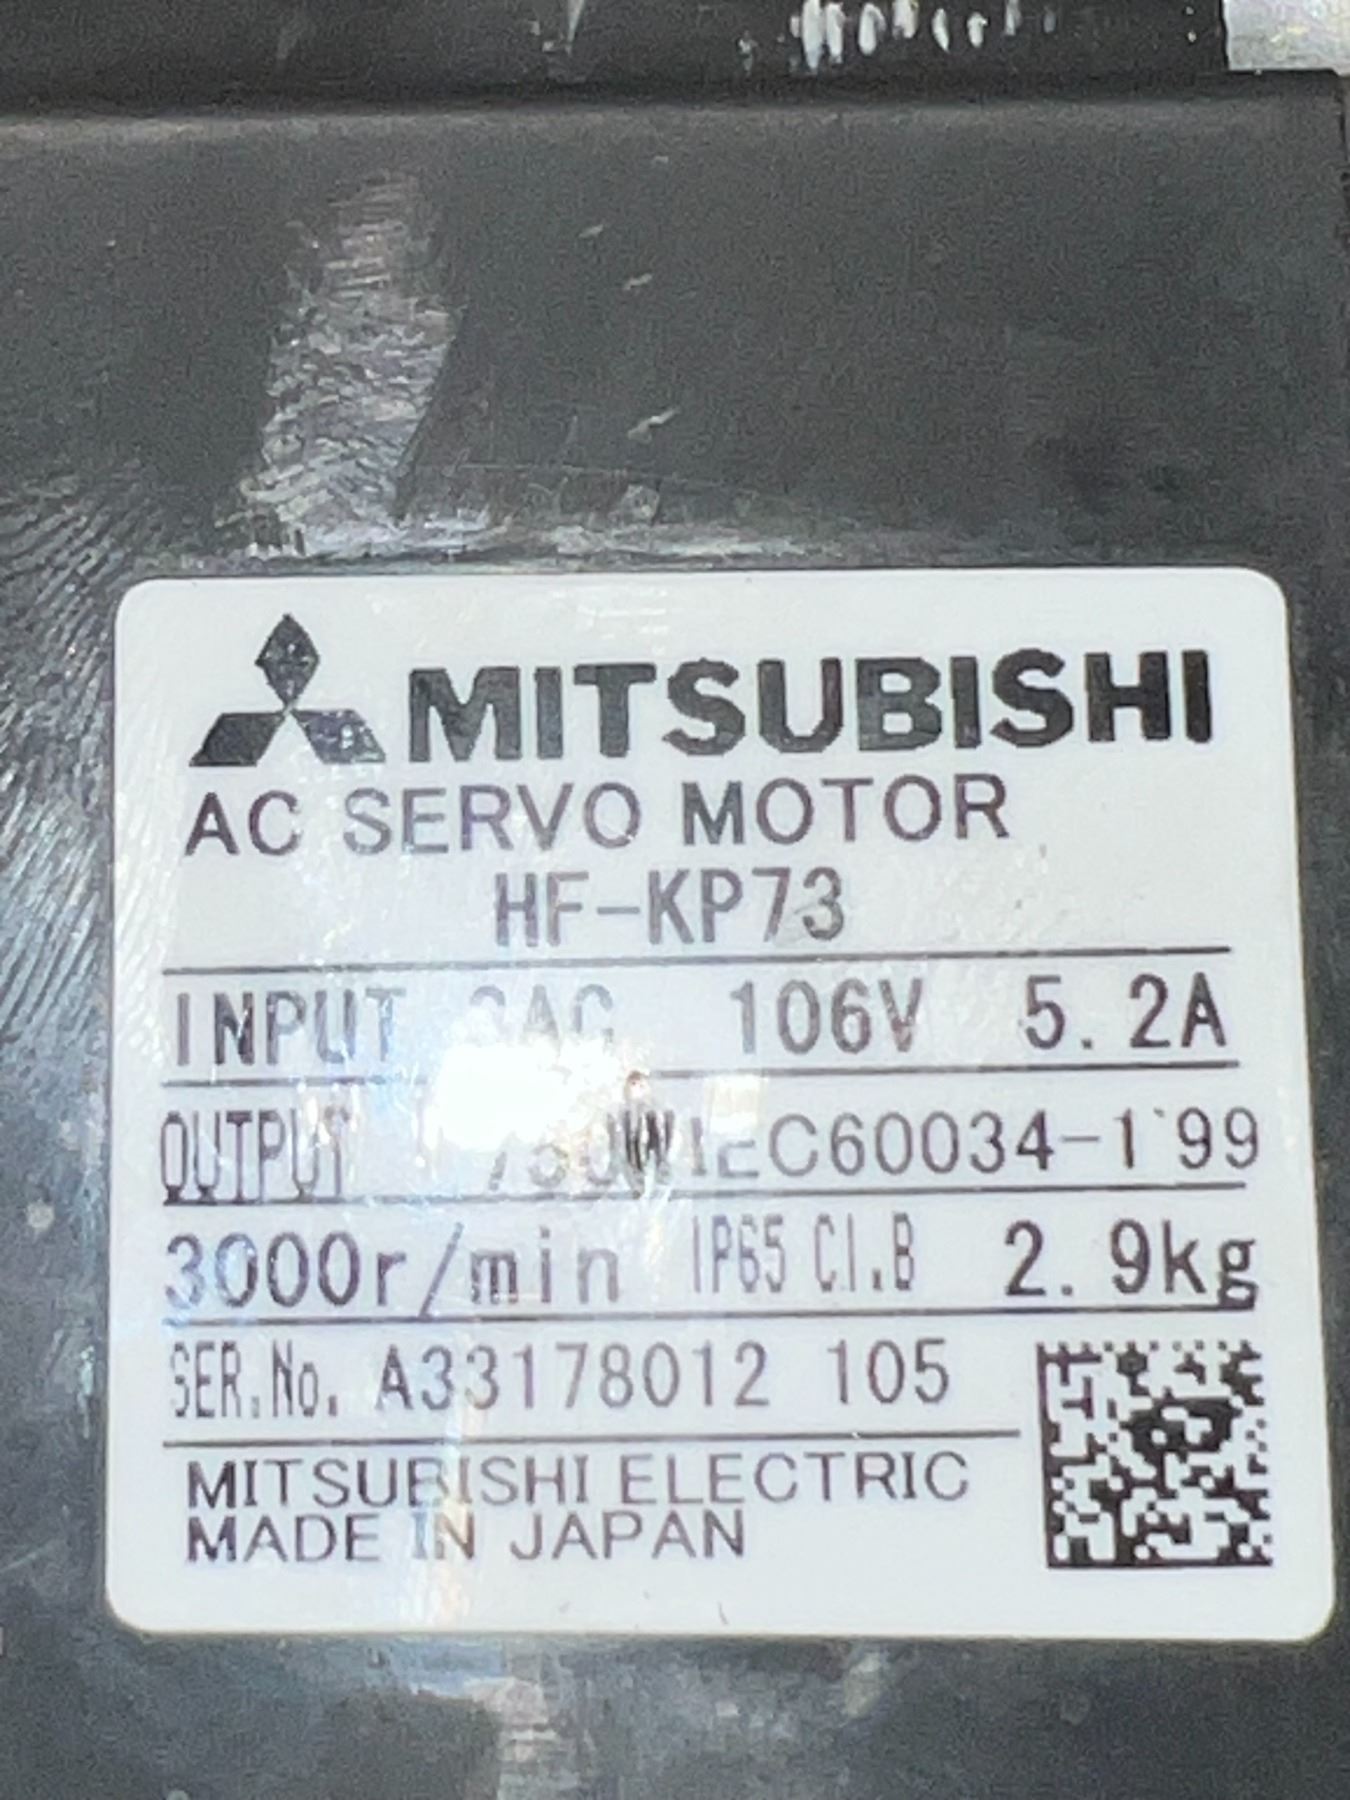 MITSUBISHI
AC SERVO MOTOR
HF-KP73
INPUT 3AC 106V 5.2A
OUTPUT 750W IEC60034-1'99
3000r/min IP65 CI.B 2.9kg
SER.No. A33178012 105
MITSUBISHI ELECTRIC
MADE IN JAPAN